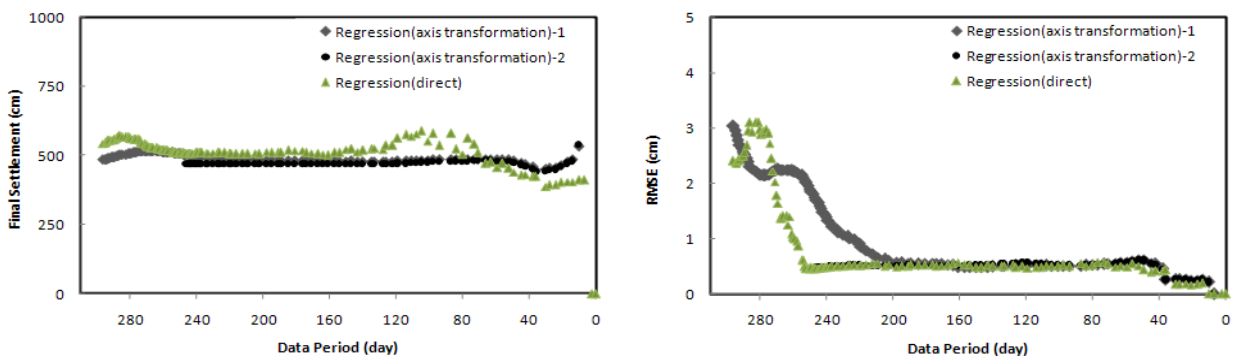 1000
750
500
250
0
Final Settlement (cm)
Regression(axis transformation)-1
Regression(axis transformation)-2
Regression(direct)
280 240 200 160 120 80 40 0
Data Period (day)
5
4
3
2
1
0
RMSE (cm)
Regression(axis transformation)-1
Regression(axis transformation)-2
Regression(direct)
280 240 200 160 120 80 40 0
Data Period (day)